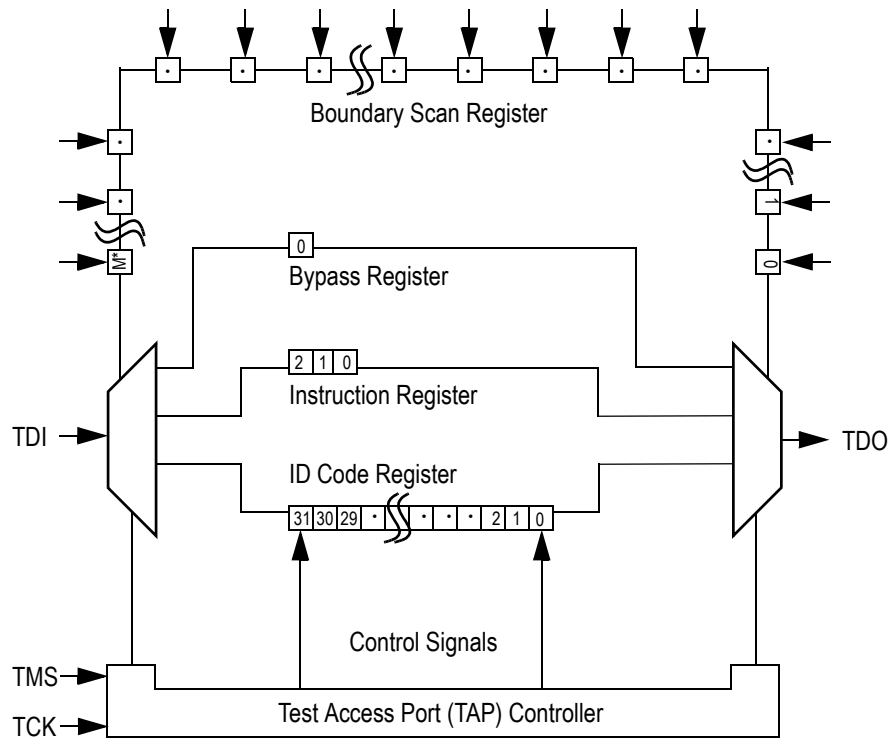 Boundary Scan Register
1
M*
0
0
Bypass Register
2 1 0
Instruction Register
TDI
TDO
ID Code Register
31 30 29 · · · · · 2 1 0
Control Signals
TMS
TCK
Test Access Port (TAP) Controller